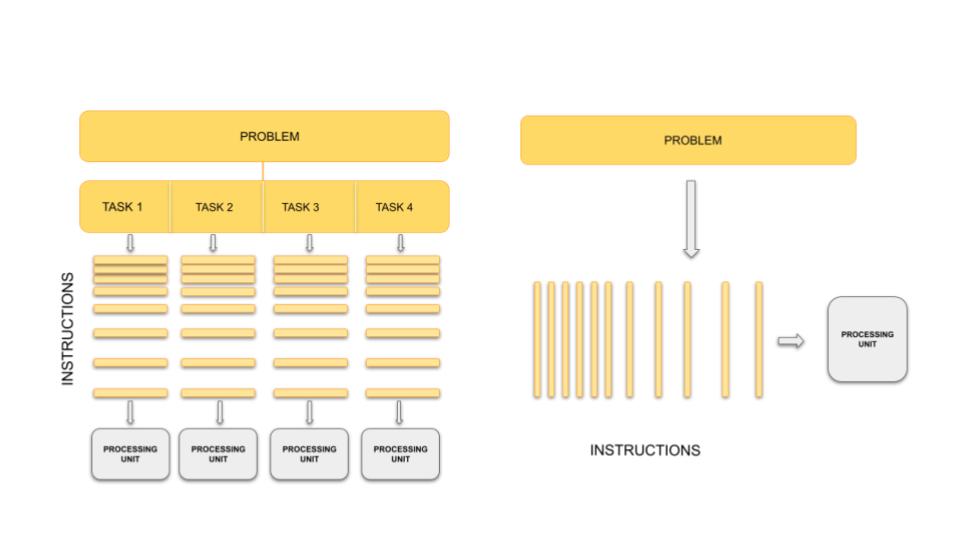 PROBLEM
TASK 1
TASK 2
TASK 3
TASK 4
INSTRUCTIONS
PROCESSING
UNIT
PROCESSING
UNIT
PROCESSING
UNIT
PROCESSING
UNIT
PROBLEM
PROCESSING
UNIT
INSTRUCTIONS